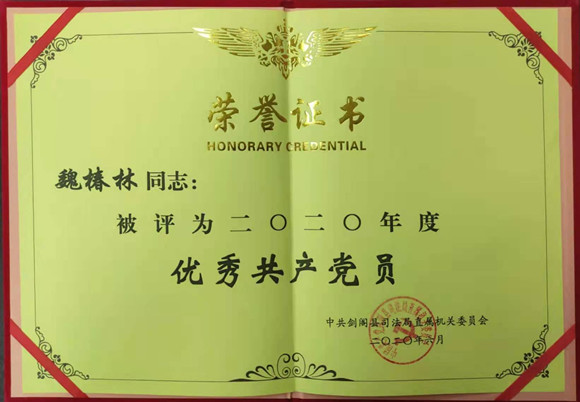 荣誉证书
HONORARY CREDENTIAL
魏椿林同志：
被评为二〇二〇年度
优秀共产党员
中共剑阁县司法局直属机关委员会
二〇二〇年六月